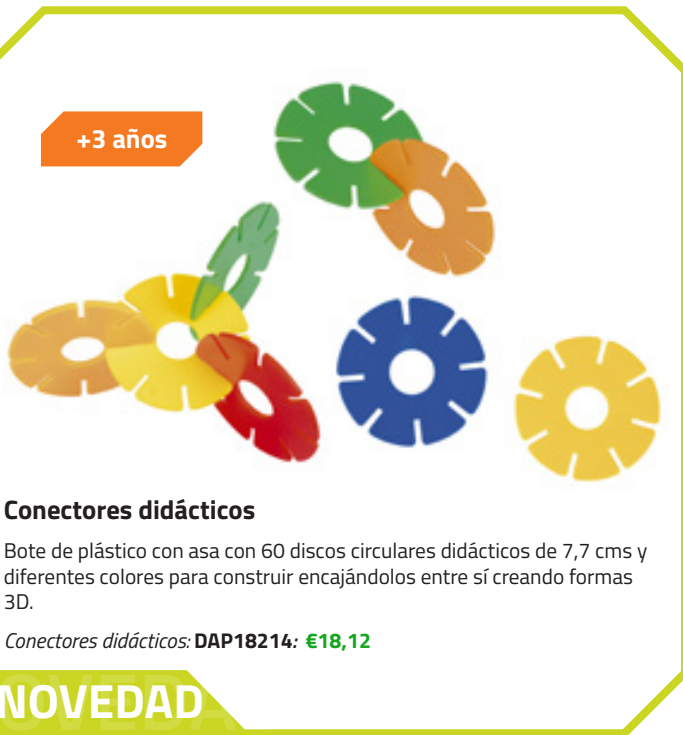 +3 años
Conectores didácticos
Bote de plástico con asa con 60 discos circulares didácticos de 7,7 cms y
diferentes colores para construir encajándolos entre sí creando formas
3D.
Conectores didácticos: DAP18214: €18,12
NOVEDAD